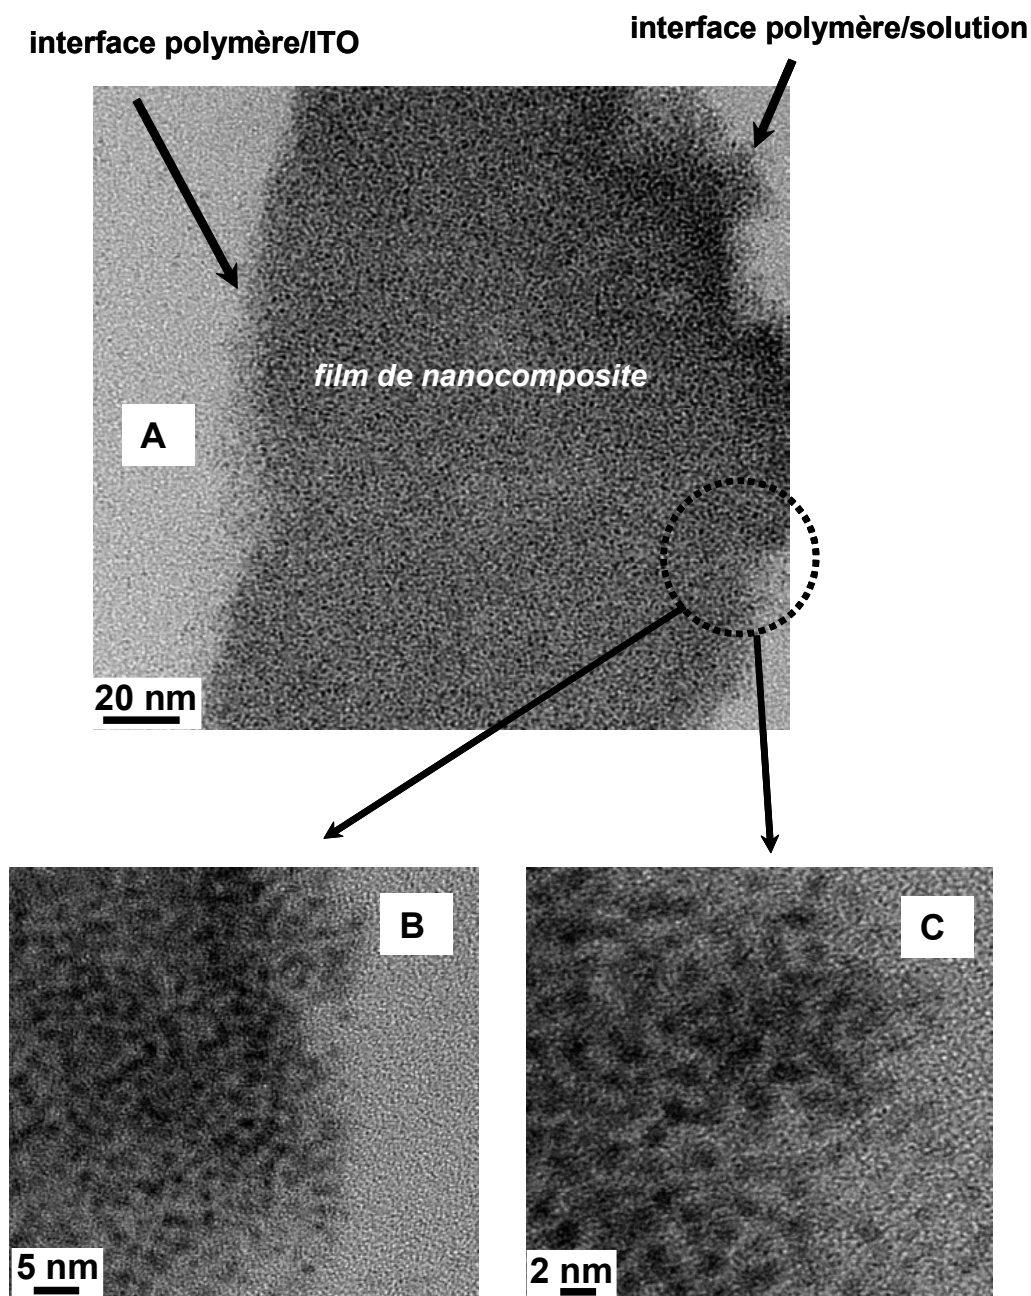 interface polymère/ITO
interface polymère/solution
film de nanocomposite
A
20 nm
B
C
5 nm
2 nm